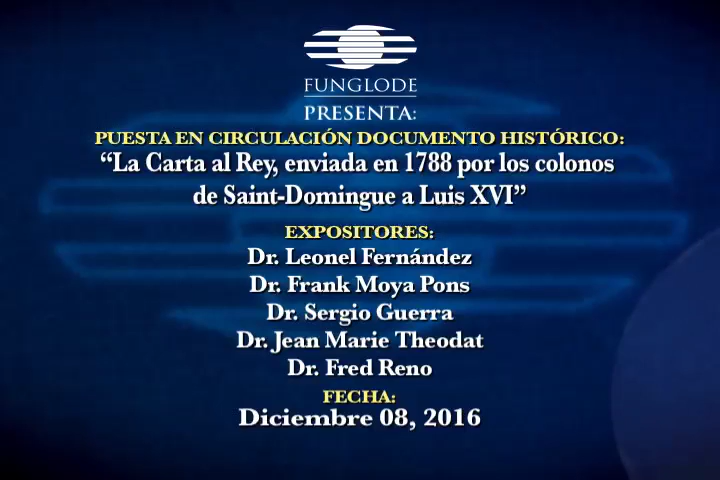 FUNGLODE
PRESENTA:
PUESTA EN CIRCULACIÓN DOCUMENTO HISTÓRICO:
“La Carta al Rey, enviada en 1788 por los colonos
de Saint-Domingue a Luis XVI”
EXPOSITORES:
Dr. Leonel Fernández
Dr. Frank Moya Pons
Dr. Sergio Guerra
Dr. Jean Marie Theodat
Dr. Fred Reno
FECHA:
Diciembre 08, 2016